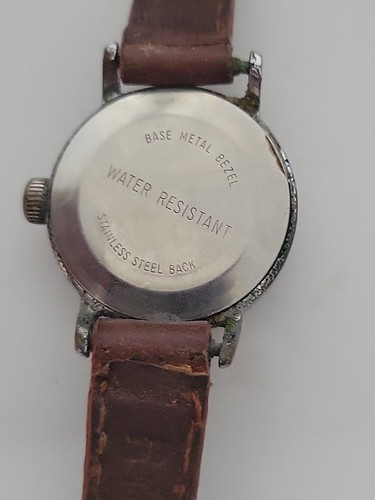 BASE METAL BEZEL
WATER RESISTANT
STAINLESS STEEL BACK